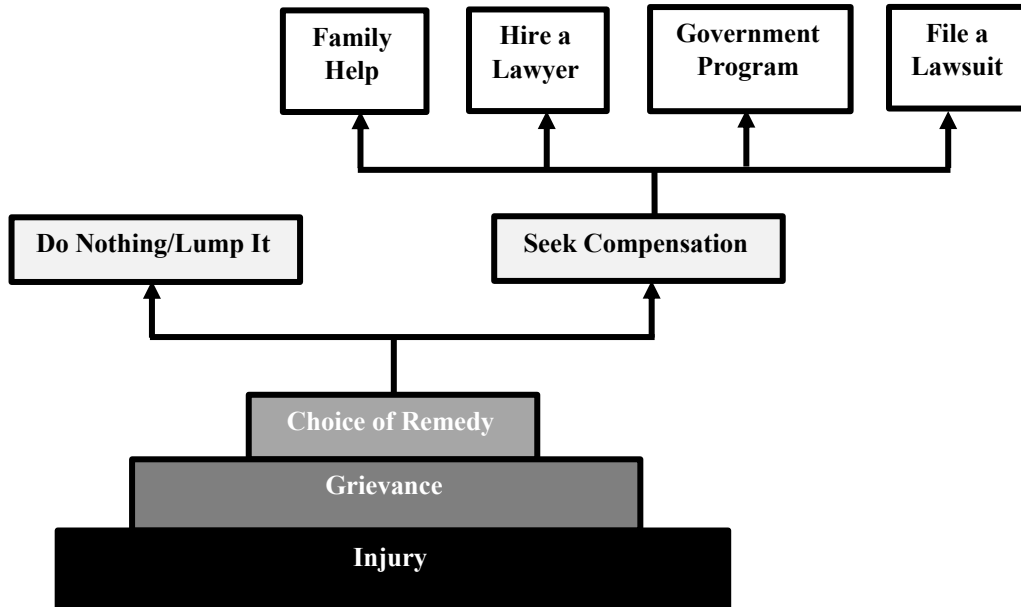 Family
Help
Hire a
Lawyer
Government
Program
File a
Lawsuit
Do Nothing/Lump It
Seek Compensation
Choice of Remedy
Grievance
Injury